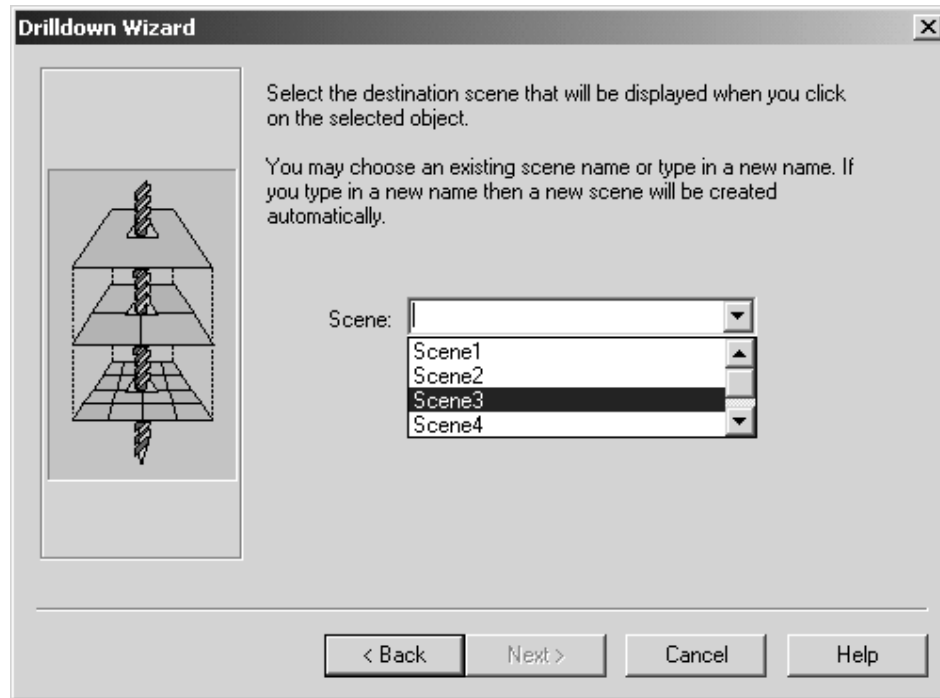 Drilldown Wizard
Select the destination scene that will be displayed when you click
on the selected object.
You may choose an existing scene name or type in a new name. If
you type in a new name then a new scene will be created
automatically.
Scene:
Scene1
Scene2
Scene3
Scene4
< Back
Next >
Cancel
Help